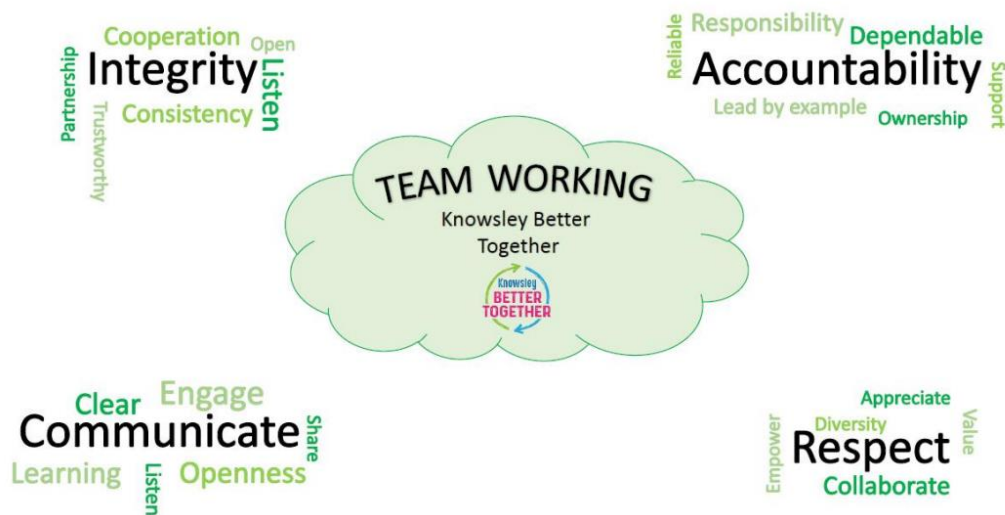 Cooperation
Open
Partnership
Integrity
Listen
Trustworthy
Consistency
Reliable
Responsibility
Dependable
Accountability
Support
Lead by example
Ownership
TEAM WORKING
Knowsley Better
Together
Knowsley
BETTER
TOGETHER
Engage
Clear
Communicate
Share
Learning
Listen
Openness
Appreciate
Diversity
Value
Empower
Respect
Collaborate